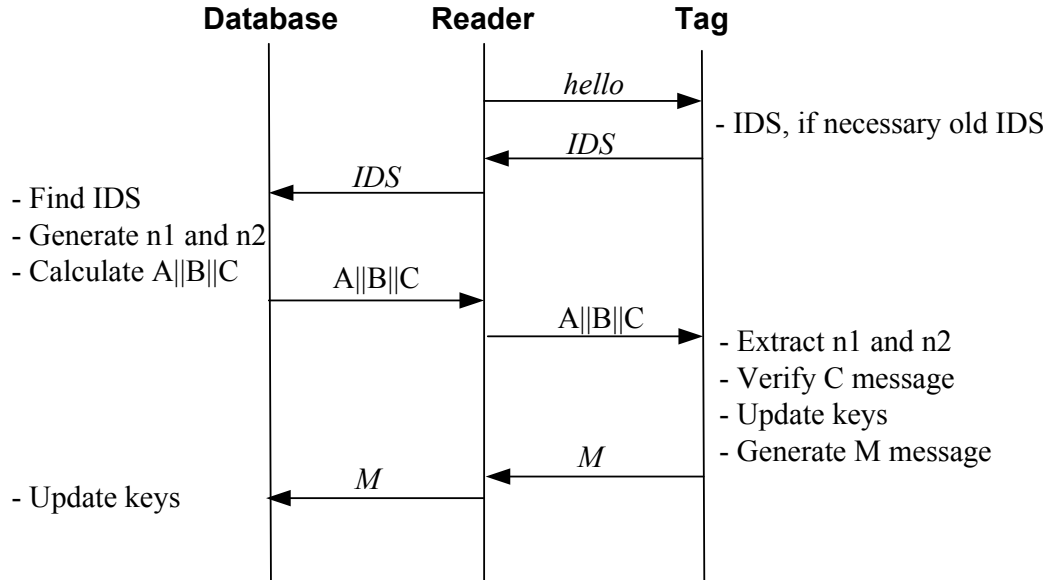 Database Reader Tag
hello
- IDS, if necessary old IDS
IDS
IDS
- Find IDS
- Generate n1 and n2
- Calculate A||B||C
A||B||C
A||B||C
- Extract n1 and n2
- Verify C message
- Update keys
- Generate M message
M
M
- Update keys